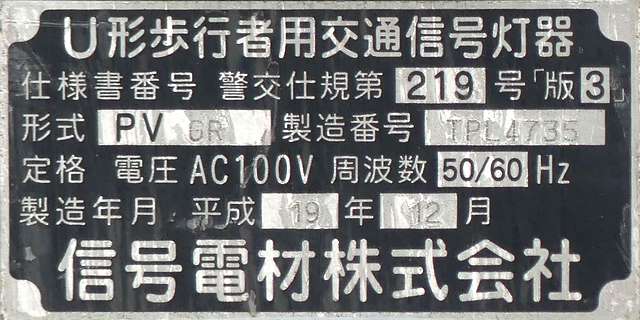 U形歩行者用交通信号灯器
仕様書番号 警交仕規第 219 号「版3」
形式 PV GR 製造番号 TPL4735
定格 電圧 AC100V 周波数 50/60 Hz
製造年月 平成 19 年 12 月
信号電材株式会社